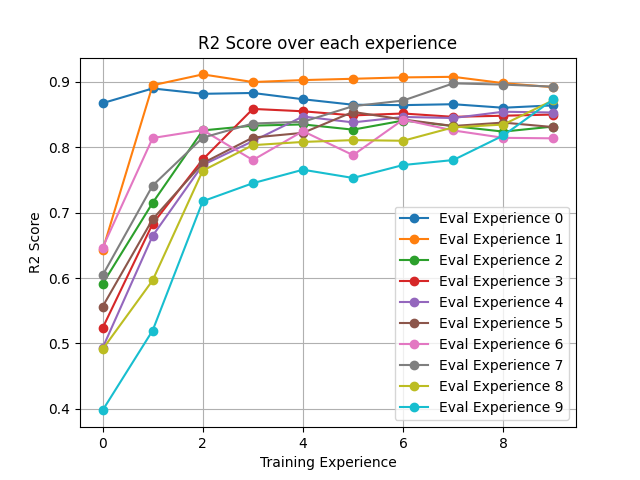 R2 Score over each experience
R2 Score
0.9
0.8
0.7
0.6
0.5
0.4
0 2 4 6 8
Training Experience
Eval Experience 0
Eval Experience 1
Eval Experience 2
Eval Experience 3
Eval Experience 4
Eval Experience 5
Eval Experience 6
Eval Experience 7
Eval Experience 8
Eval Experience 9